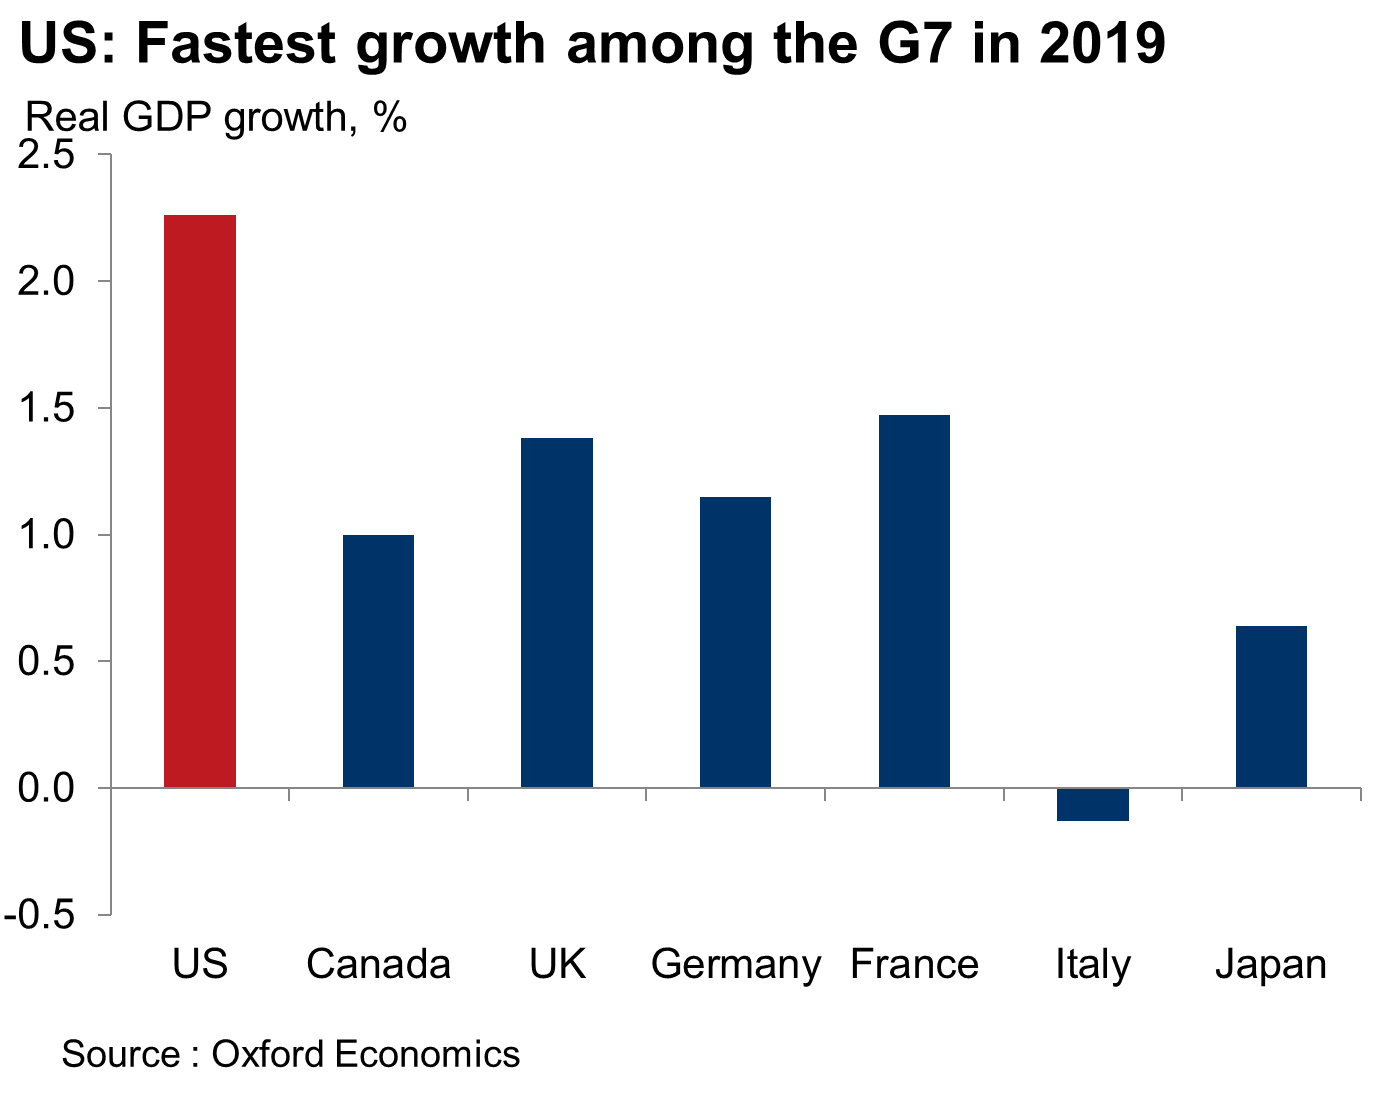 US: Fastest growth among the G7 in 2019
Real GDP growth, %
2.5
2.0
1.5
1.0
0.5
0.0
-0.5
US Canada UK Germany France Italy Japan
Source : Oxford Economics